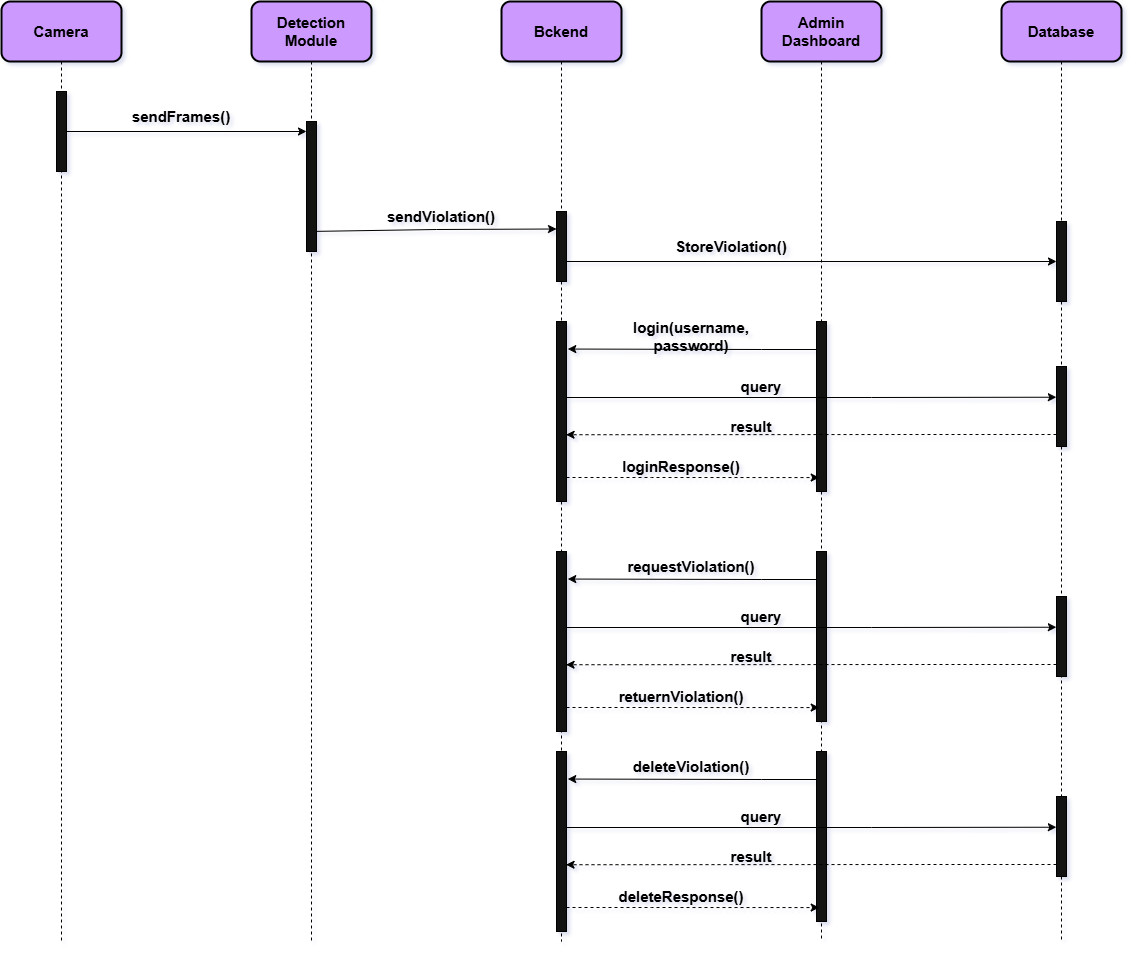 Camera
Detection
Module
Bckend
Admin
Dashboard
Database
sendFrames()
sendViolation()
StoreViolation()
login(username,
password)
query
result
loginResponse()
requestViolation()
query
result
retuernViolation()
deleteViolation()
query
result
deleteResponse()